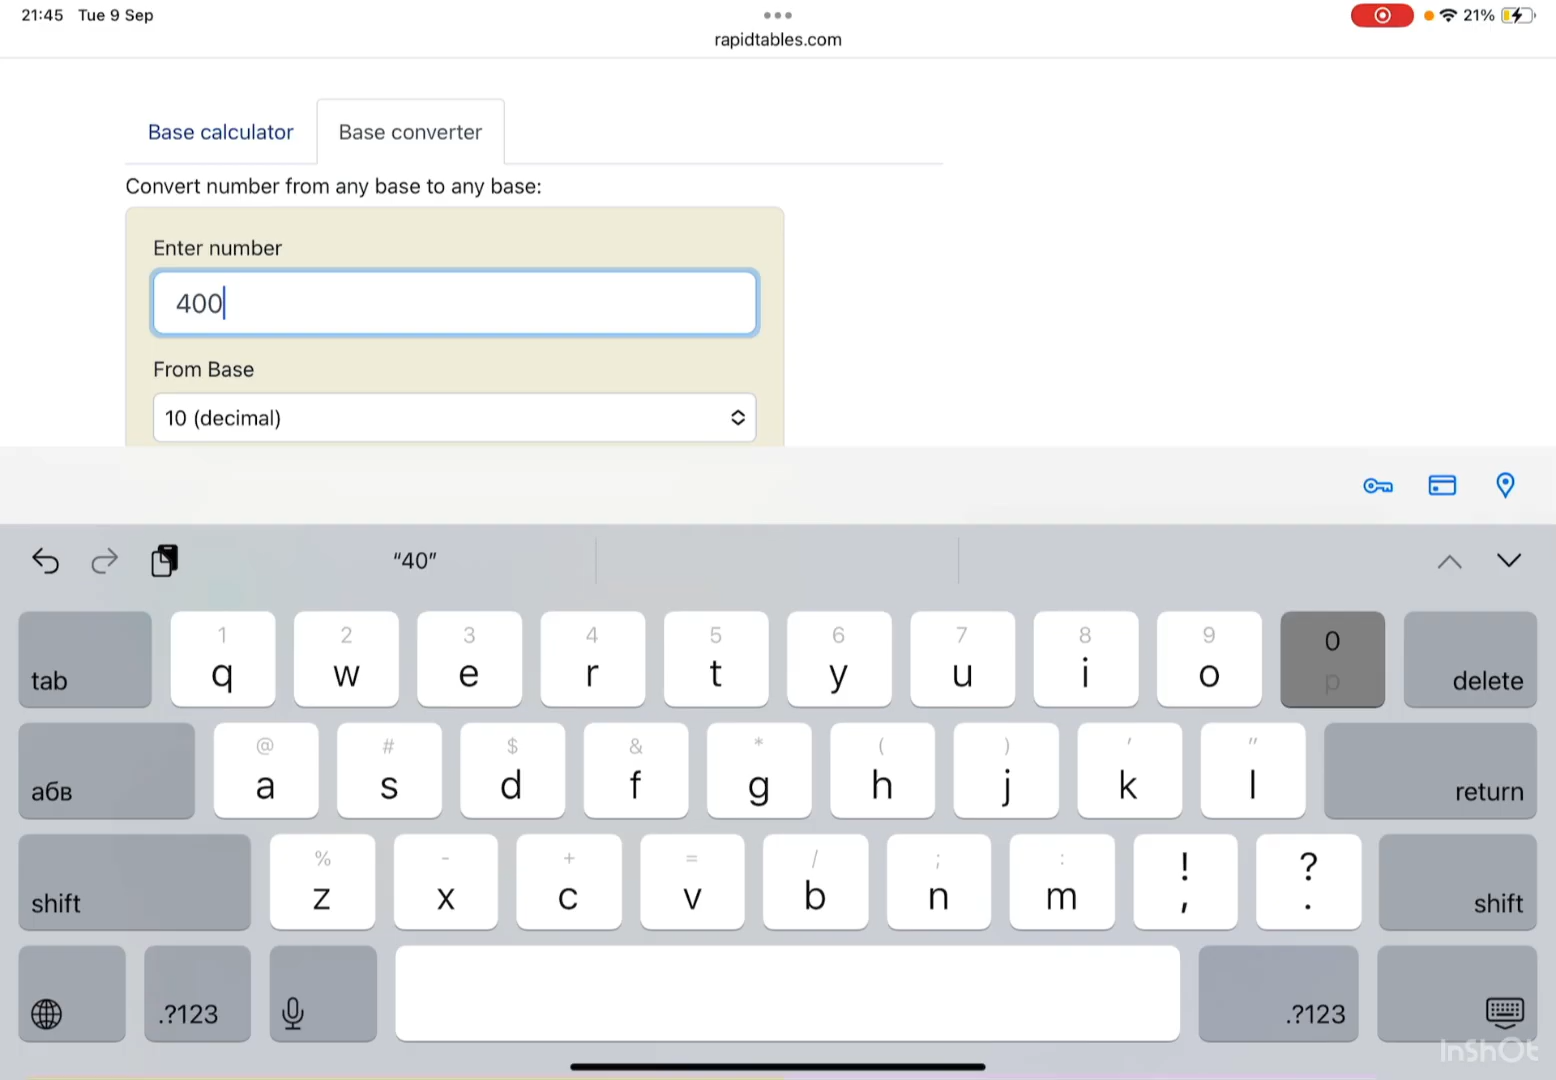 21:45 Tue 9 Sep
21%
rapidtables.com
Base calculator
Base converter
Convert number from any base to any base:
Enter number
400
From Base
10 (decimal)
“40”
tab
1 2 3 4 5 6 7 8 9 0
q w e r t y u i o p
delete
абв
@ # $ & * ( ) ' "
a s d f g h j k l
return
shift
% - + = / ; : ! ?
z x c v b n m , .
shift
.?123
.?123
InShOt